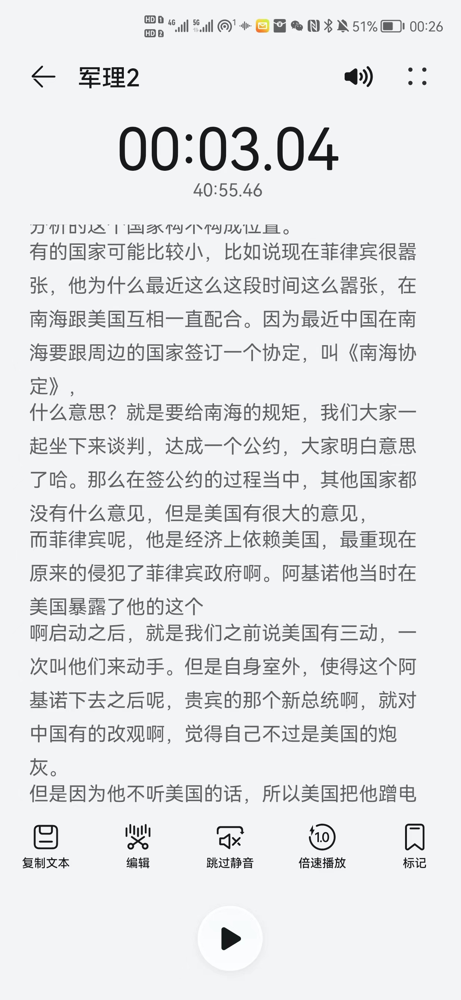 HD 1 4G 5G 1 51% 00:26
HD 2
军理2
00:03.04
40:55.46
分析的这个国家构不构成位置。
有的国家可能比较小，比如说现在菲律宾很嚣
张，他为什么最近这么这段时间这么嚣张，在
南海跟美国互相一直配合。因为最近中国在南
海要跟周边的国家签订一个协定，叫《南海协
定》，
什么意思？就是要给南海的规矩，我们大家一
起坐下来谈判，达成一个公约，大家明白意思
了哈。那么在签公约的过程当中，其他国家都
没有什么意见，但是美国有很大的意见，
而菲律宾呢，他是经济上依赖美国，最重现在
原来的侵犯了菲律宾政府啊。阿基诺他当时在
美国暴露了他的这个
啊启动之后，就是我们之前说美国有三动，一
次叫他们来动手。但是自身室外，使得这个阿
基诺下去之后呢，贵宾的那个新总统啊，就对
中国有的改观啊，觉得自己不过是美国的炮
灰。
但是因为他不听美国的话，所以美国把他蹭电
1.0
复制文本 编辑 跳过静音 倍速播放 标记